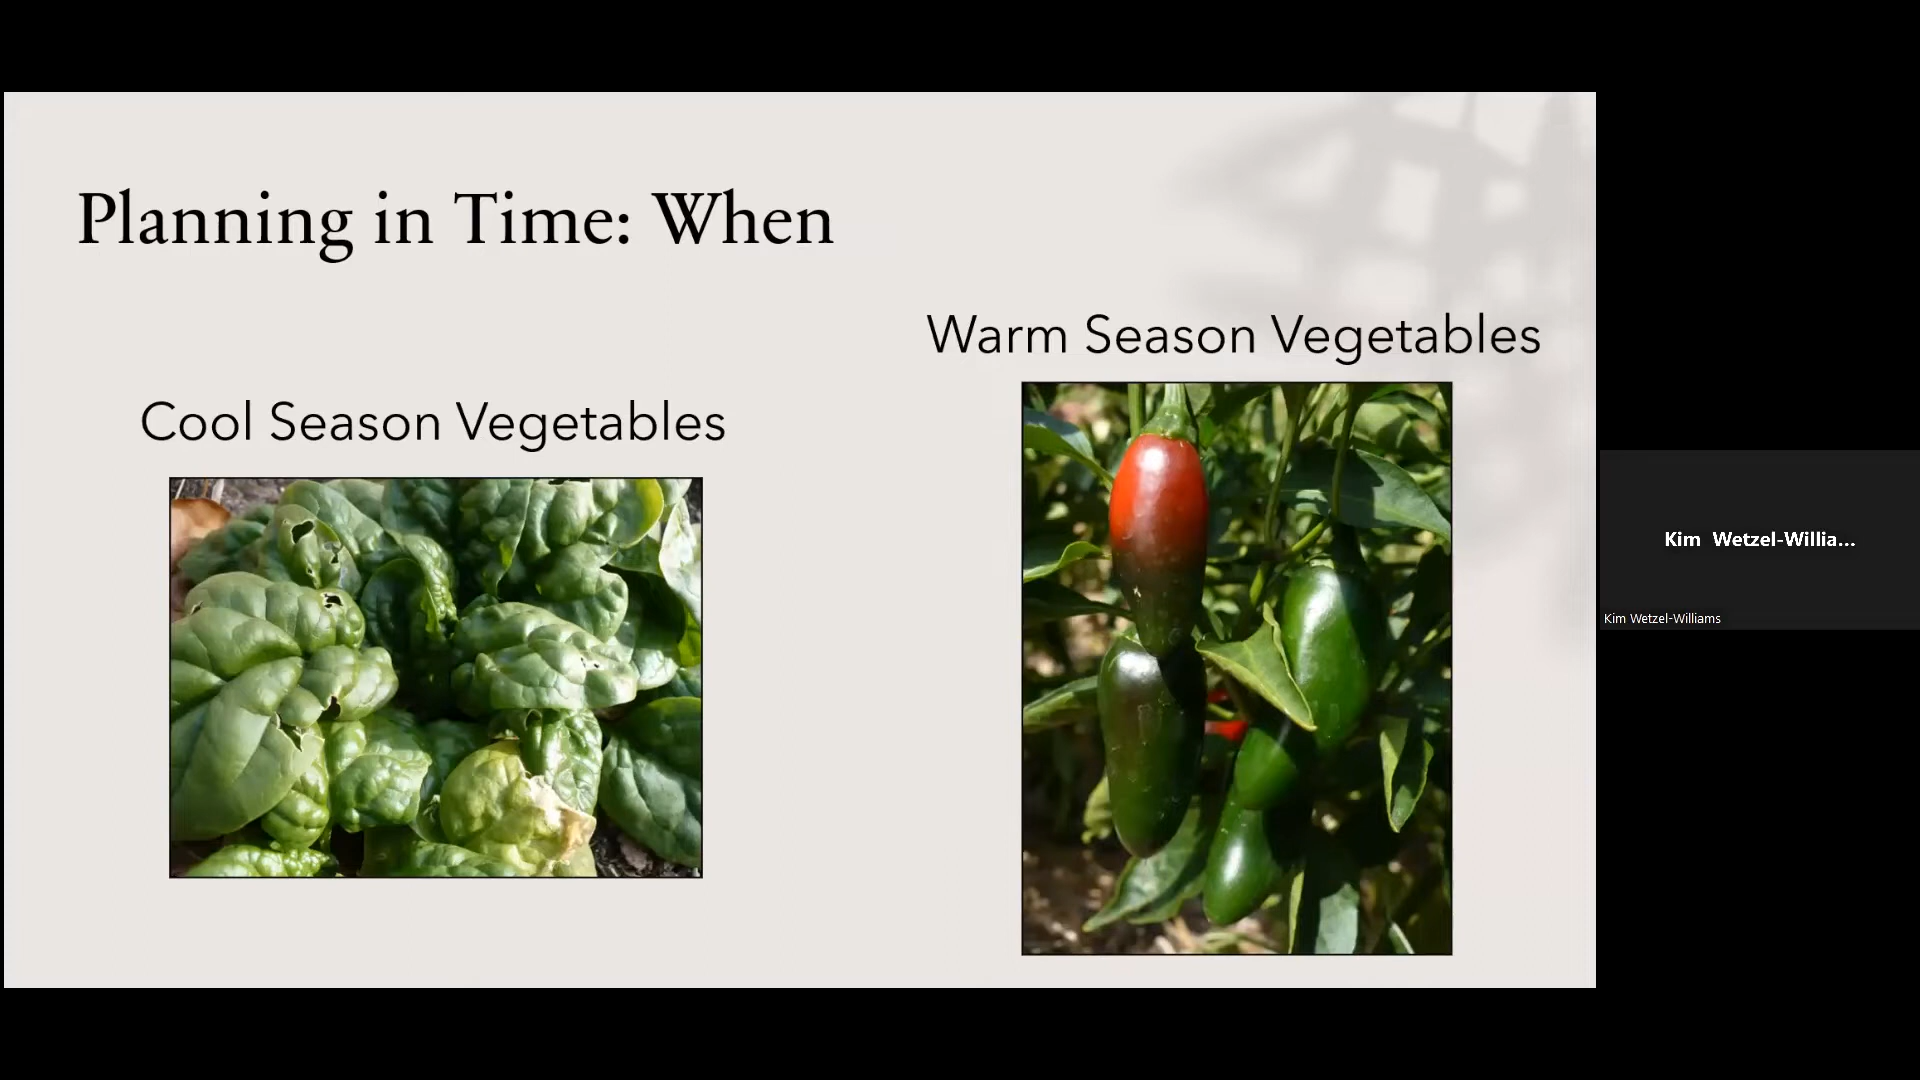 Planning in Time: When
Warm Season Vegetables
Cool Season Vegetables
Kim Wetzel-Willia...
Kim Wetzel-Williams